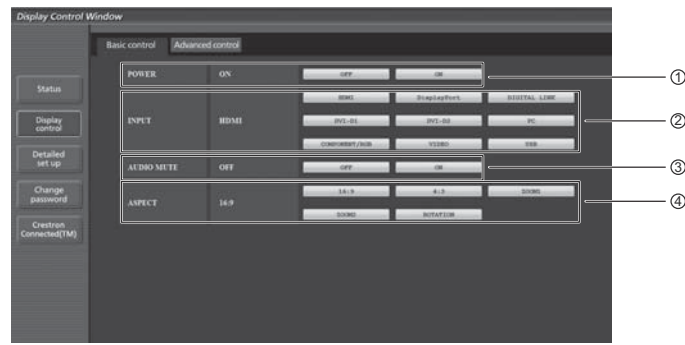 Display Control Window
Basic control Advanced control
POWER ON OFF ON ①
Status
HDMI DisplayPort DIGITAL LINK
Display control
INPUT HDMI DVI-D1 DVI-D2 PC ②
COMPONENT/RGB VIDEO USB
Detailed set up
AUDIO MUTE OFF OFF ON ③
Change password
16:9 4:3 ZOOM1
ASPECT 16:9 ④
ZOOM2 ROTATION
Crestron Connected(TM)